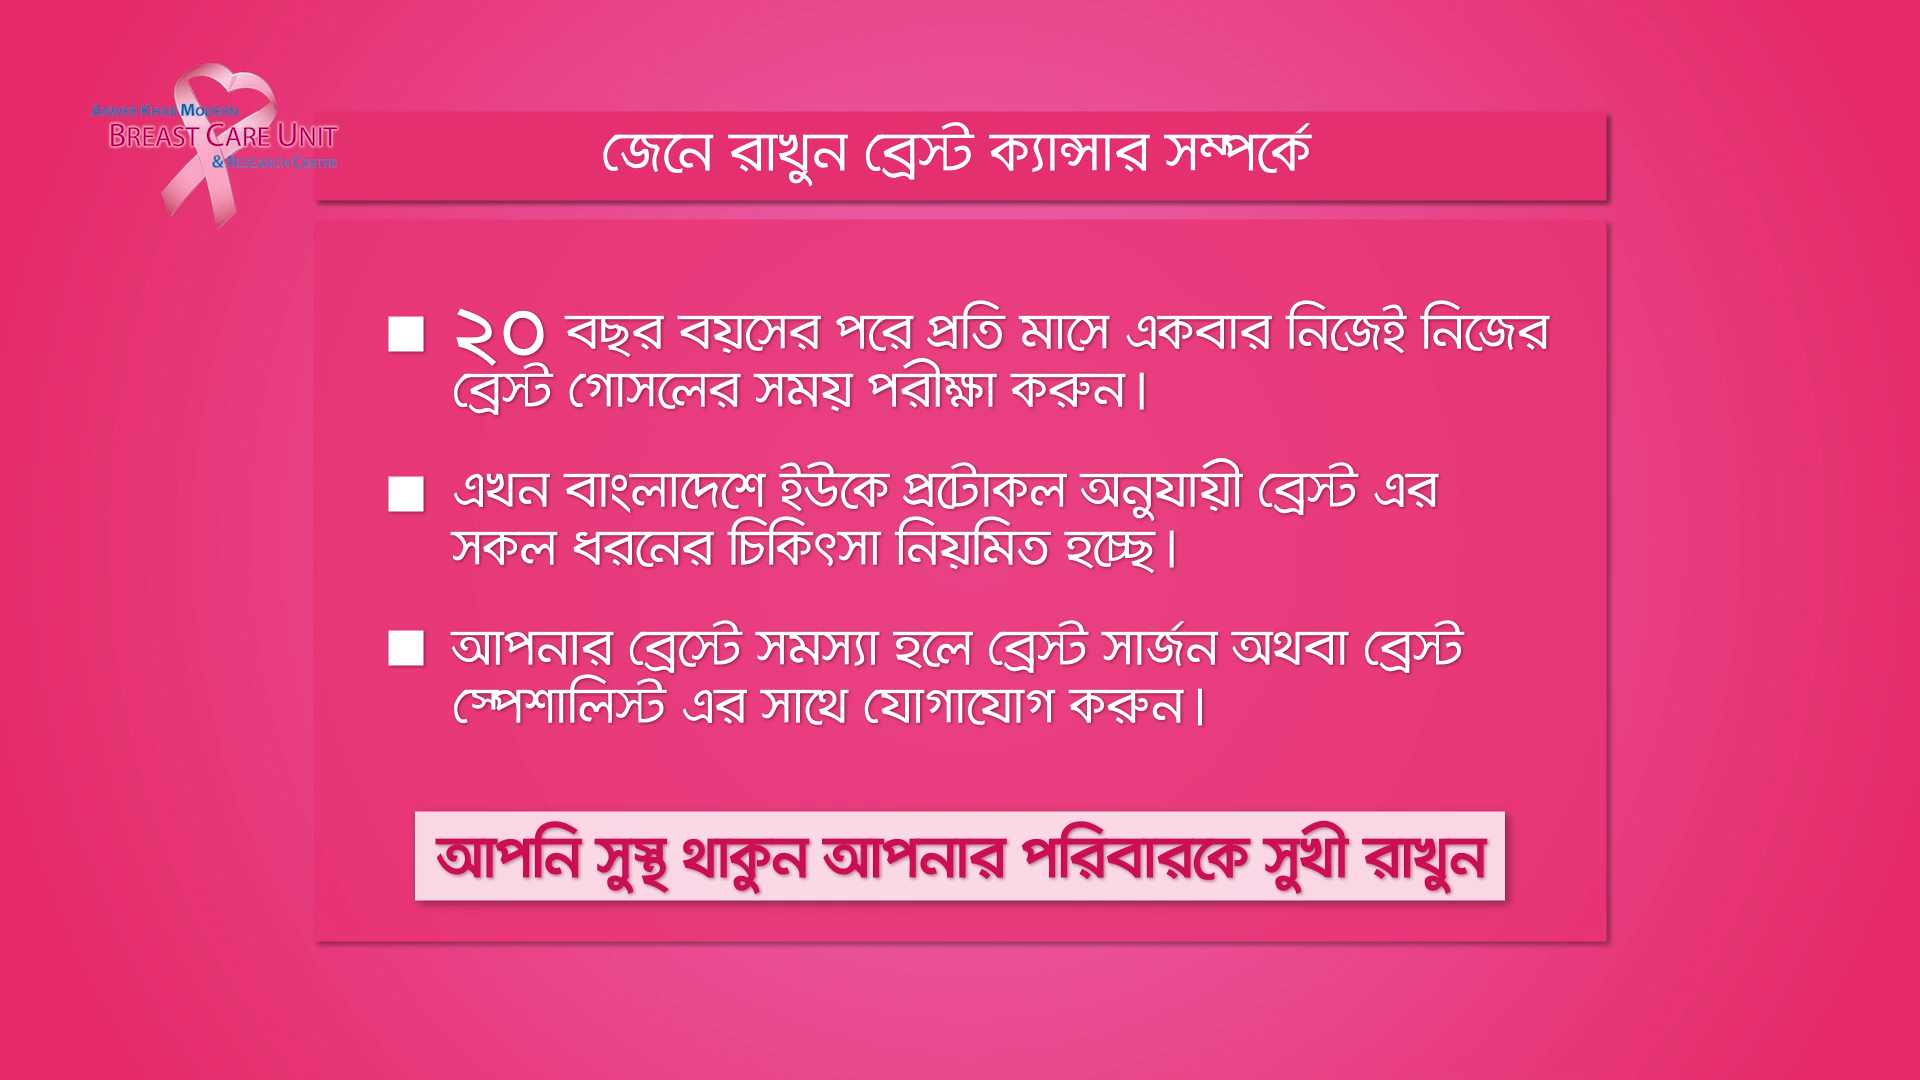 ANWER KHAN MODERN
BREAST CARE UNIT
& RESEARCH CENTRE
জেনে রাখুন ব্রেস্ট ক্যান্সার সম্পর্কে
২০ বছর বয়সের পরে প্রতি মাসে একবার নিজেই নিজের
ব্রেস্ট গোসলের সময় পরীক্ষা করুন।
এখন বাংলাদেশে ইউকে প্রটোকল অনুযায়ী ব্রেস্ট এর
সকল ধরনের চিকিৎসা নিয়মিত হচ্ছে।
আপনার ব্রেস্টে সমস্যা হলে ব্রেস্ট সার্জন অথবা ব্রেস্ট
স্পেশালিস্ট এর সাথে যোগাযোগ করুন।
আপনি সুস্থ থাকুন আপনার পরিবারকে সুখী রাখুন